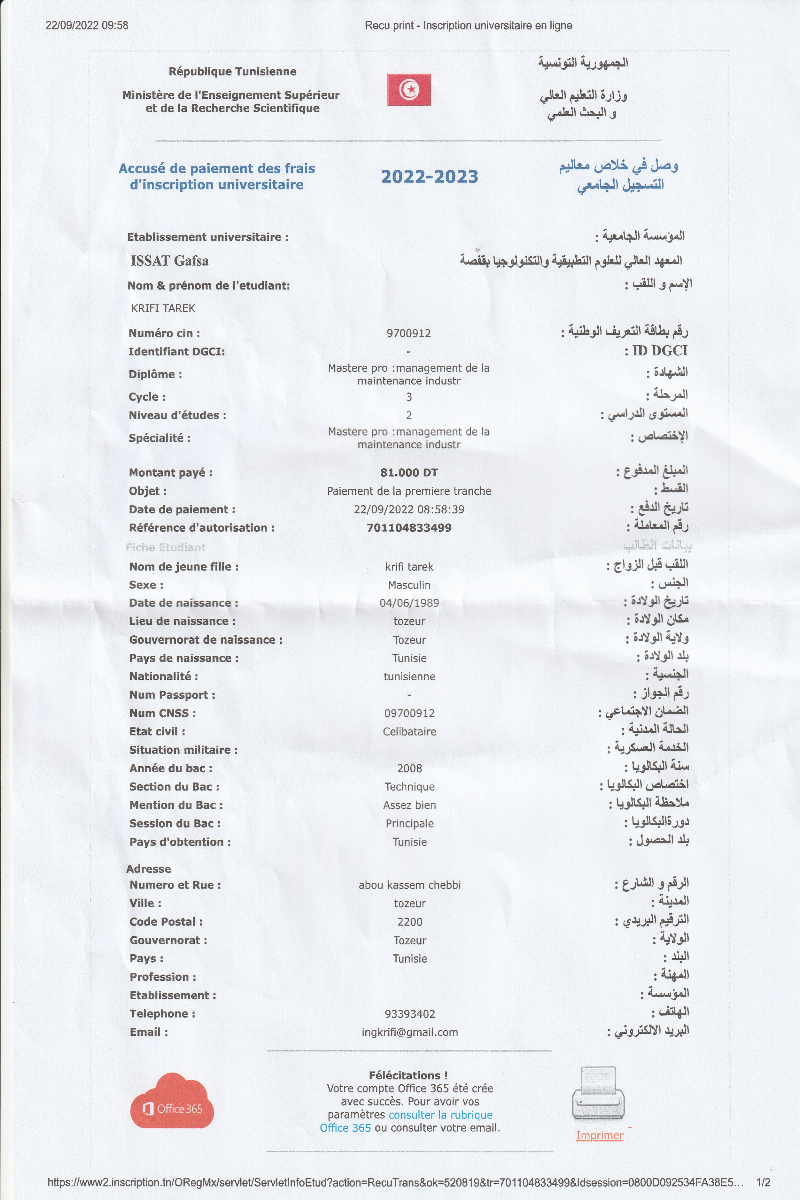 22/09/2022 09:58 Recu print - Inscription universitaire en ligne
République Tunisienne
الجمهورية التونسية
Ministère de l'Enseignement Supérieur
et de la Recherche Scientifique
وزارة التعليم العالي
و البحث العلمي
Accusé de paiement des frais
d'inscription universitaire
2022-2023
وصل في خلاص معاليم
التسجيل الجامعي
Etablissement universitaire : المؤسسة الجامعية :
ISSAT Gafsa المعهد العالي للعلوم التطبيقية والتكنولوجيا بقفصة
Nom & prénom de l'etudiant: الإسم و اللقب :
KRIFI TAREK
Numéro cin : 9700912 رقم بطاقة التعريف الوطنية :
Identifiant DGCI: - ID DGCI :
Diplôme : Mastere pro :management de la الشهادة :
maintenance industr
Cycle : 3 المرحلة :
Niveau d'études : 2 المستوى الدراسي :
Spécialité : Mastere pro :management de la الإختصاص :
maintenance industr
Montant payé : 81.000 DT المبلغ المدفوع :
Objet : Paiement de la premiere tranche القسط :
Date de paiement : 22/09/2022 08:58:39 تاريخ الدفع :
Référence d'autorisation : 701104833499 رقم المعاملة :
Fiche Etudiant بيانات الطالب
Nom de jeune fille : krifi tarek اللقب قبل الزواج :
Sexe : Masculin الجنس :
Date de naissance : 04/06/1989 تاريخ الولادة :
Lieu de naissance : tozeur مكان الولادة :
Gouvernorat de naissance : Tozeur ولاية الولادة :
Pays de naissance : Tunisie بلد الولادة :
Nationalité : tunisienne الجنسية :
Num Passport : - رقم الجواز :
Num CNSS : 09700912 الضمان الاجتماعي :
Etat civil : Celibataire الحالة المدنية :
Situation militaire : الخدمة العسكرية :
Année du bac : 2008 سنة البكالويا :
Section du Bac : Technique اختصاص البكالويا :
Mention du Bac : Assez bien ملاحظة البكالويا :
Session du Bac : Principale دورةالبكالويا :
Pays d'obtention : Tunisie بلد الحصول :
Adresse
Numero et Rue : abou kassem chebbi الرقم و الشارع :
Ville : tozeur المدينة :
Code Postal : 2200 الترقيم البريدي :
Gouvernorat : Tozeur الولاية :
Pays : Tunisie البلد :
Profession : المهنة :
Etablissement : المؤسسة :
Telephone : 93393402 الهاتف :
Email : ingkrifi@gmail.com البريد الالكتروني :
Office 365
Félécitations !
Votre compte Office 365 été crée
avec succès. Pour avoir vos
paramètres consulter la rubrique
Office 365 ou consulter votre email.
Imprimer
https://www2.inscription.tn/ORegMx/servlet/ServletInfoEtud?action=RecuTrans&ok=520819&tr=701104833499&Idsession=0800D092534FA38E5... 1/2